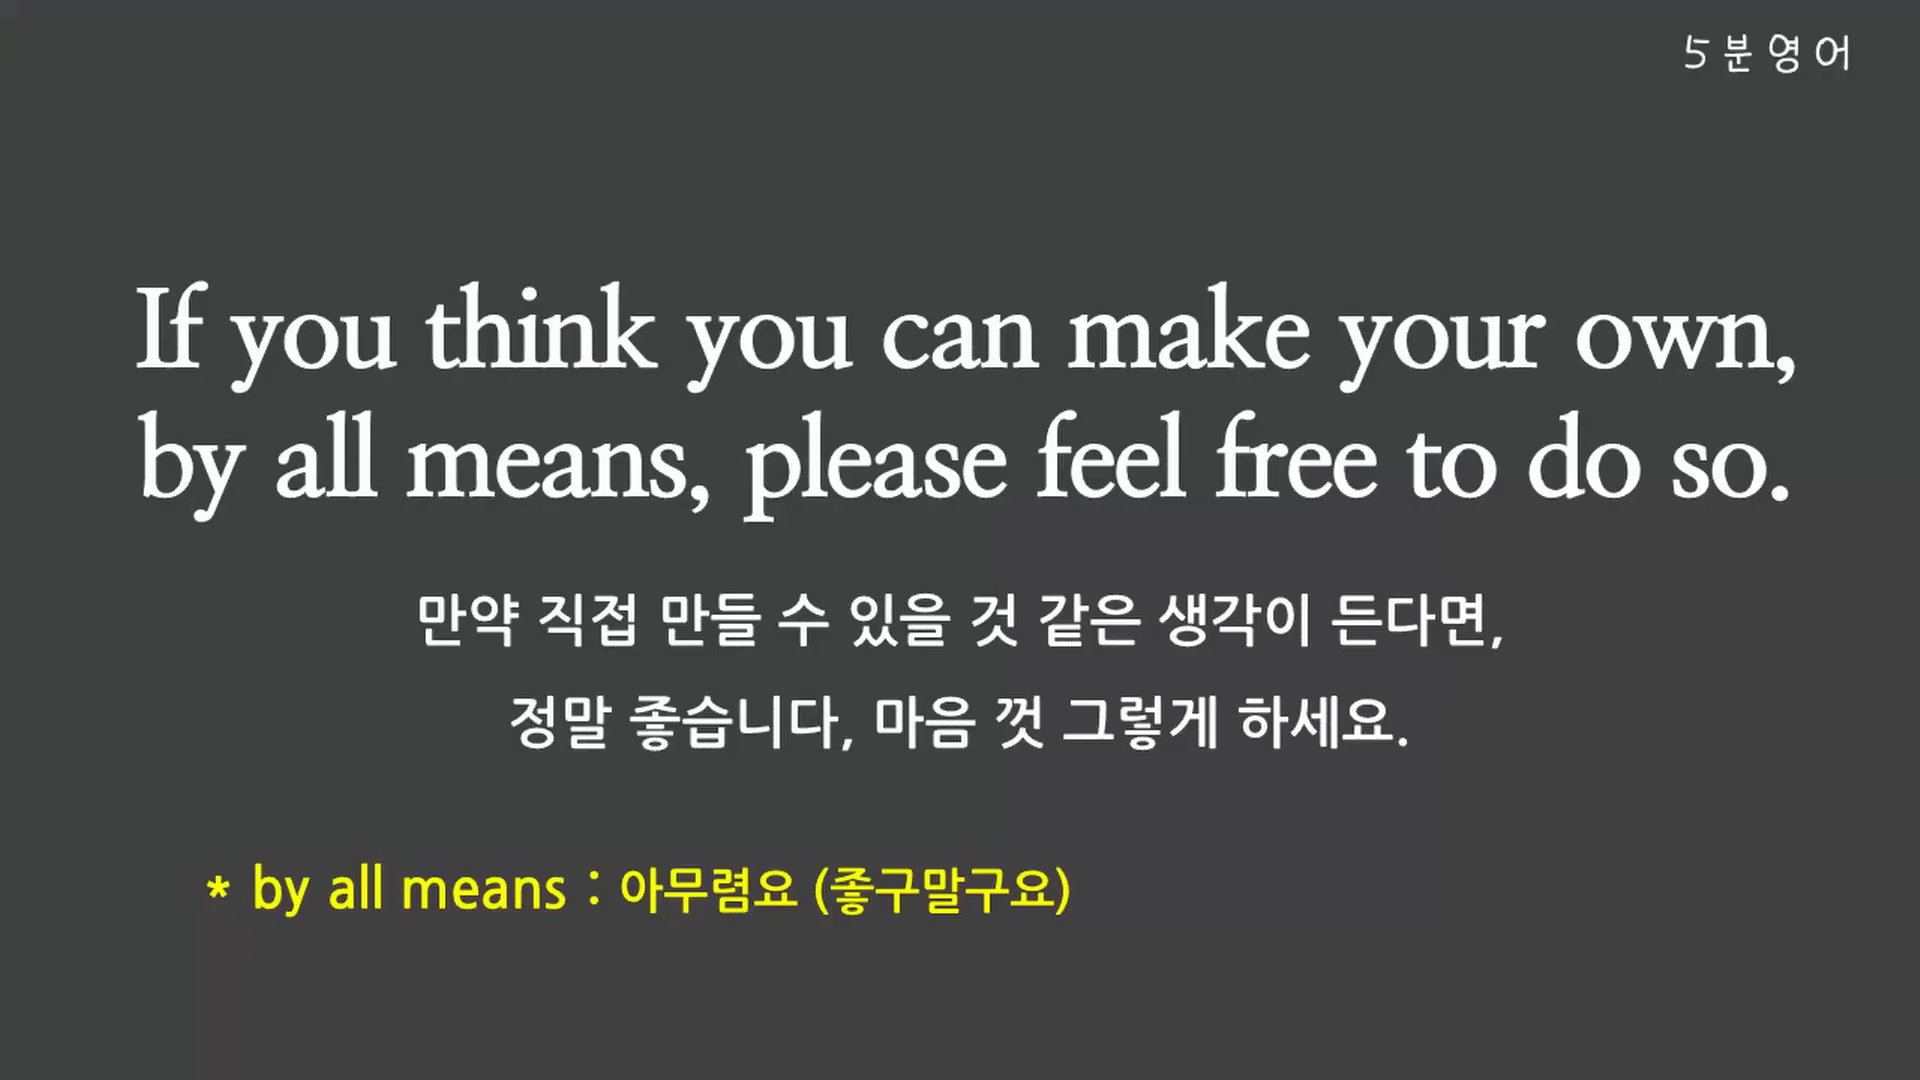 5분영어
If you think you can make your own,
by all means, please feel free to do so.
만약 직접 만들 수 있을 것 같은 생각이 든다면,
정말 좋습니다, 마음 껏 그렇게 하세요.
* by all means : 아무렴요 (좋구말구요)